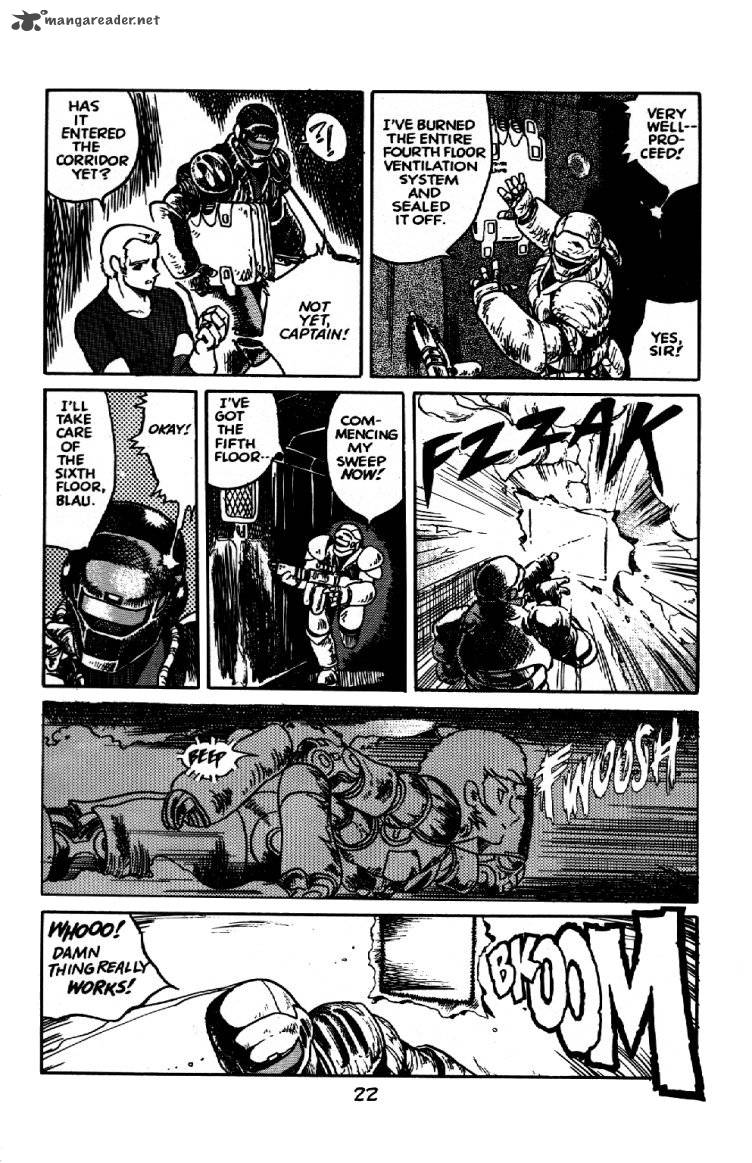 mangareader.net
HAS
IT
ENTERED
THE
CORRIDOR
YET?
NOT
YET,
CAPTAIN!
I'VE BURNED
THE ENTIRE
FOURTH FLOOR
VENTILATION
SYSTEM
AND
SEALED
IT OFF.
VERY
WELL--
PRO-
CEED!
YES,
SIR!
I'LL
TAKE
CARE OF
THE
SIXTH
FLOOR,
BLAU.
OKAY!
I'VE
GOT
THE
FIFTH
FLOOR--
COM-
MENCING
MY
SWEEP
NOW!
FZZAK
BEEP
FWOOSH
WHOOO!
DAMN
THING REALLY
WORKS!
BKOOM
22